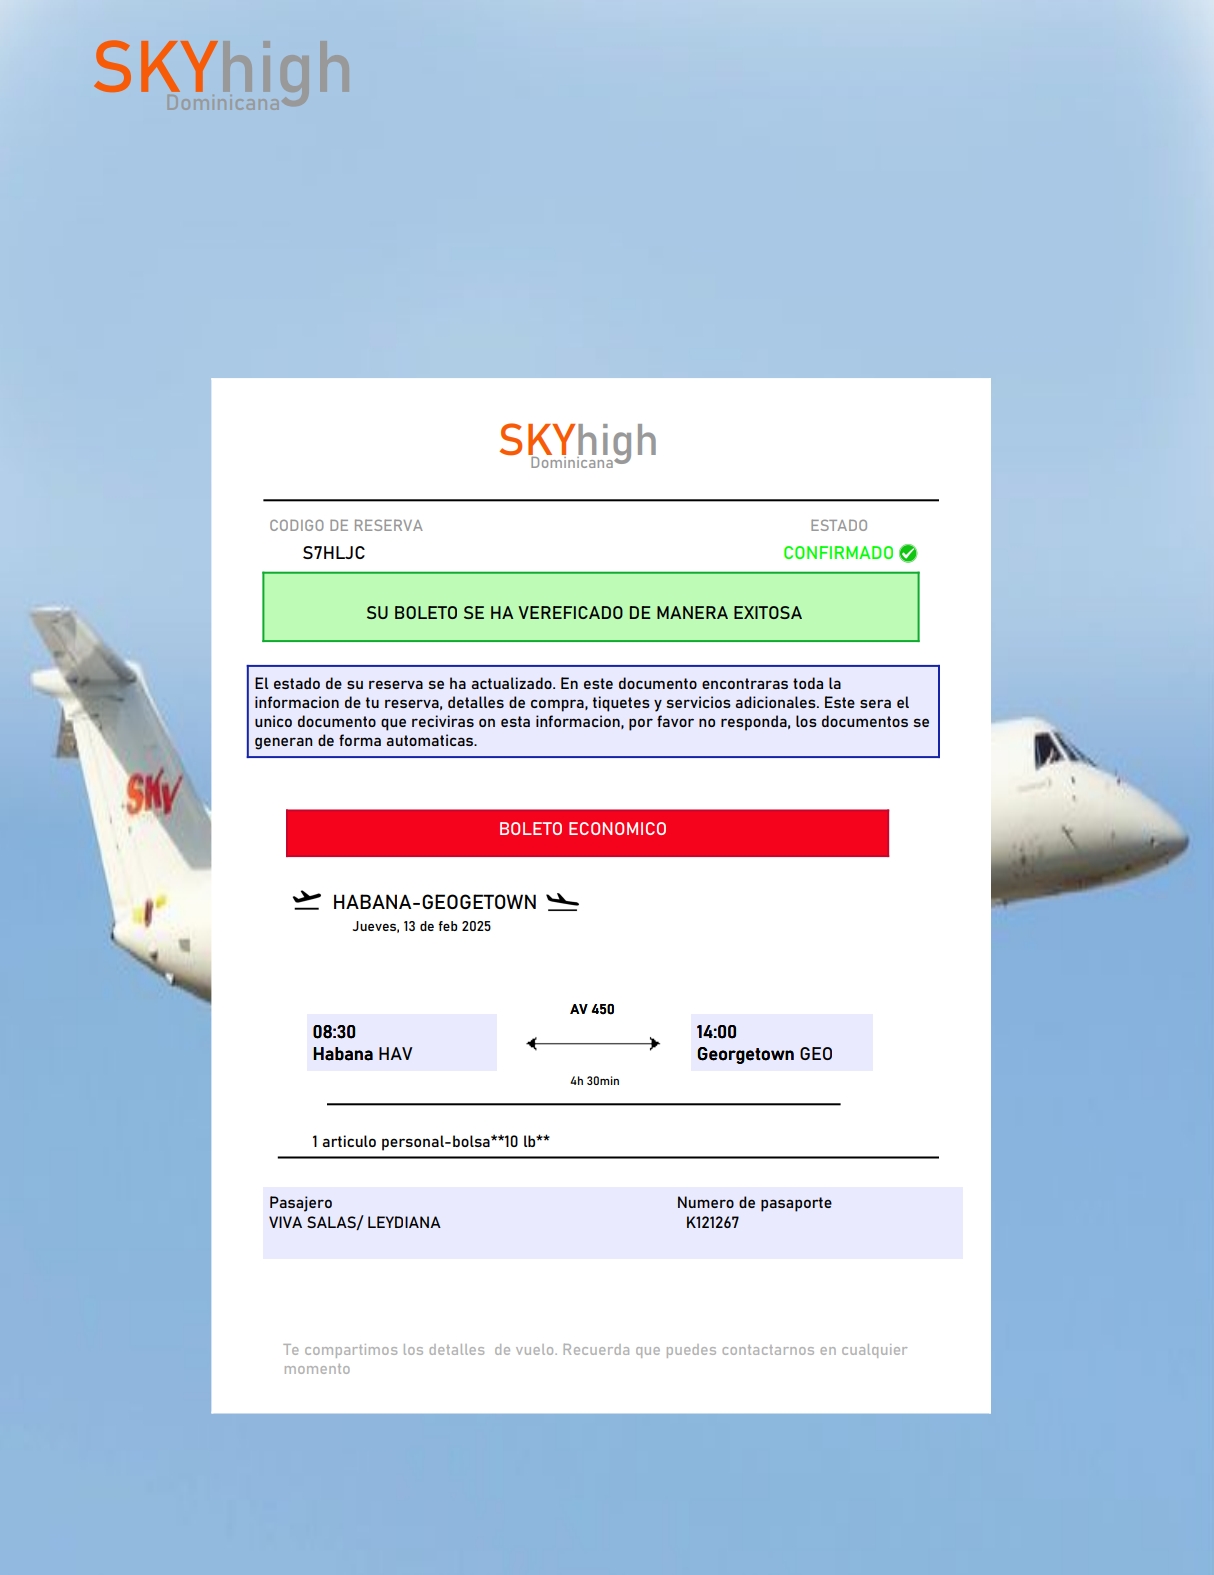 SKYhigh
Dominicana
SKYhigh
Dominicana
CODIGO DE RESERVA ESTADO
S7HLJC CONFIRMADO
SU BOLETO SE HA VEREFICADO DE MANERA EXITOSA
El estado de su reserva se ha actualizado. En este documento encontraras toda la
informacion de tu reserva, detalles de compra, tiquetes y servicios adicionales. Este sera el
unico documento que reciviras on esta informacion, por favor no responda, los documentos se
generan de forma automaticas.
SKY
BOLETO ECONOMICO
HABANA-GEOGETOWN
Jueves, 13 de feb 2025
AV 450
08:30 14:00
Habana HAV Georgetown GEO
4h 30min
1 articulo personal-bolsa**10 lb**
Pasajero Numero de pasaporte
VIVA SALAS/ LEYDIANA K121267
Te compartimos los detalles  de vuelo. Recuerda que puedes contactarnos en cualquier
momento